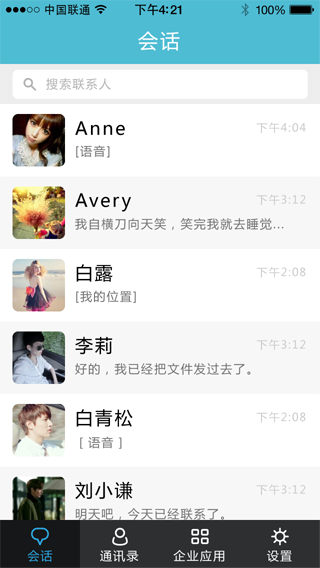 中国联通 下午4:21 100%
会话
搜索联系人
Anne 下午4:04
[语音]
Avery 下午3:12
我自横刀向天笑，笑完我就去睡觉...
白露 下午2:08
[我的位置]
李莉 下午3:12
好的，我已经把文件发过去了。
白青松 下午2:08
[ 语音 ]
刘小谦 下午3:12
明天吧，今天已经联系了。
会话 通讯录 企业应用 设置